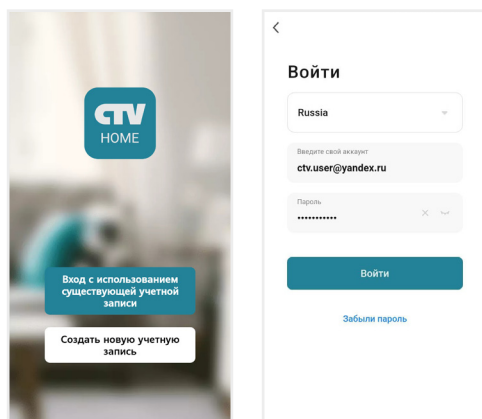 CTV
HOME
Вход с использованием
существующей учетной
записи
Создать новую учетную
запись
Войти
Russia
Введите свой аккаунт
ctv.user@yandex.ru
Пароль
•••••••••••
Войти
Забыли пароль